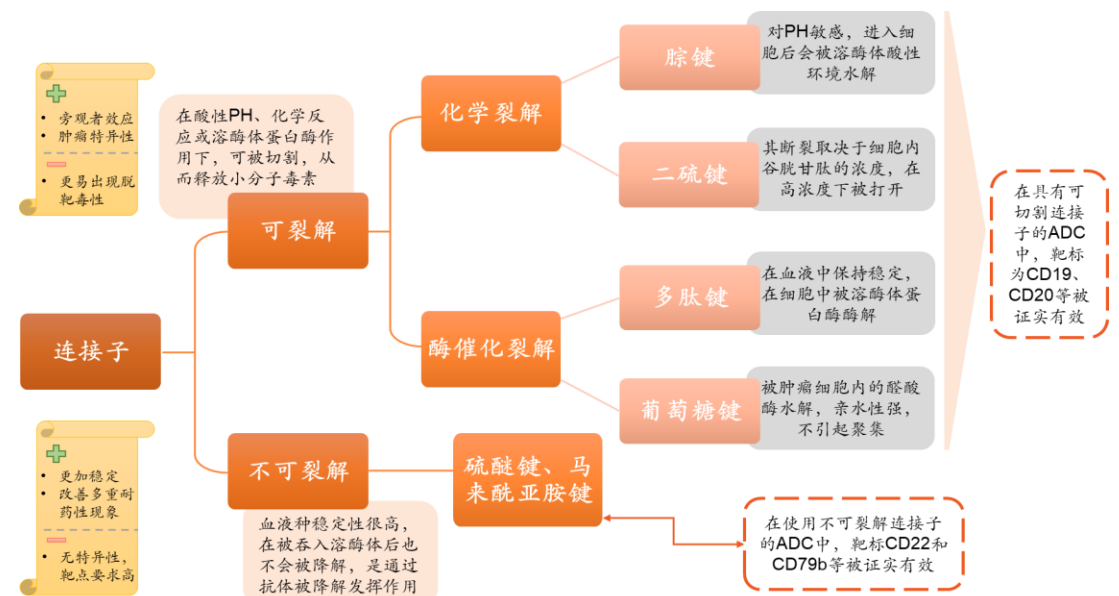 旁观者效应
肿瘤特异性
更易出现脱
靶毒性
在酸性PH、化学反
应或溶酶体蛋白酶作
用下，可被切割，从
而释放小分子毒素
可裂解
化学裂解
腙键
对PH敏感，进入细
胞后会被溶酶体酸性
环境水解
二硫键
其断裂取决于细胞内
谷胱甘肽的浓度，在
高浓度下被打开
酶催化裂解
多肽键
在血液中保持稳定，
在细胞中被溶酶体蛋
白酶酶解
葡萄糖键
被肿瘤细胞内的醛酸
酶水解，亲水性强，
不引起聚集
在具有可
切割连接
子的ADC
中，靶标
为CD19、
CD20等被
证实有效
连接子
更加稳定
改善多重耐
药性现象
无特异性，
靶点要求高
不可裂解
血液种稳定性很高，
在被吞入溶酶体后也
不会被降解，是通过
抗体被降解发挥作用
硫醚键、马
来酰亚胺键
在使用不可裂解连接子
的ADC中，靶标CD22和
CD79b等被证实有效